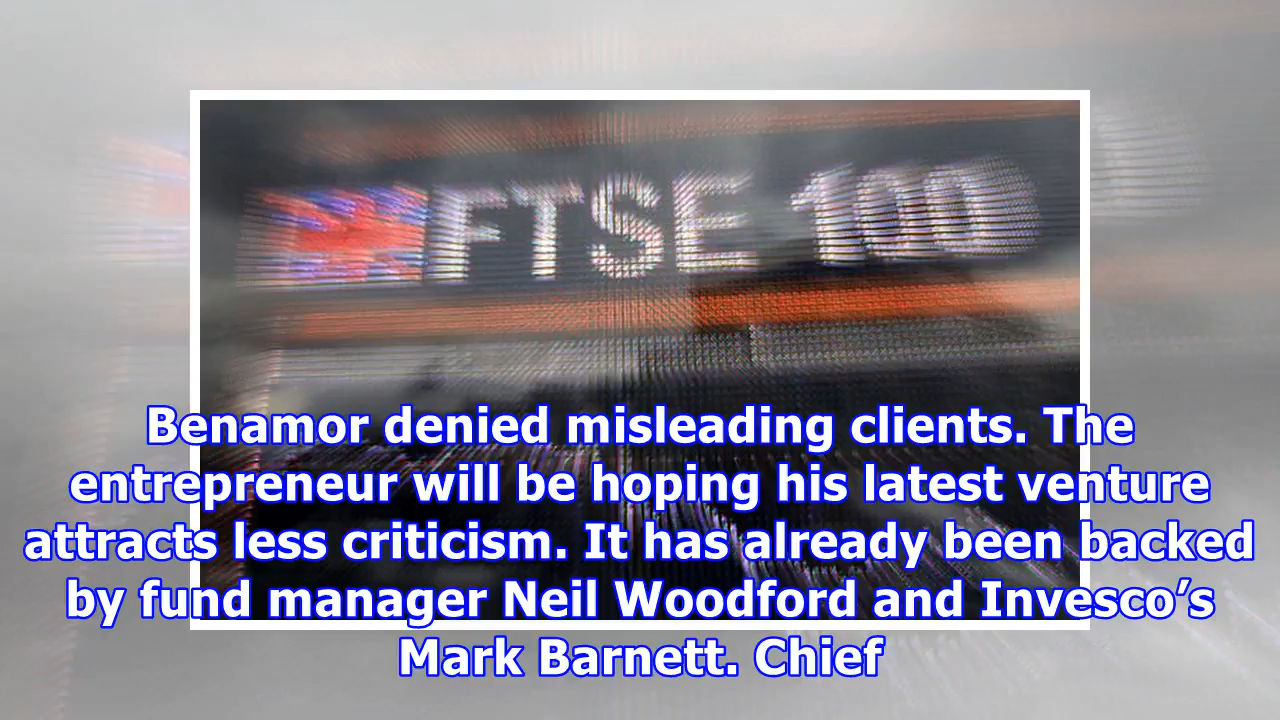 FTSE 100
Benamor denied misleading clients. The
entrepreneur will be hoping his latest venture
attracts less criticism. It has already been backed
by fund manager Neil Woodford and Invesco’s
Mark Barnett. Chief